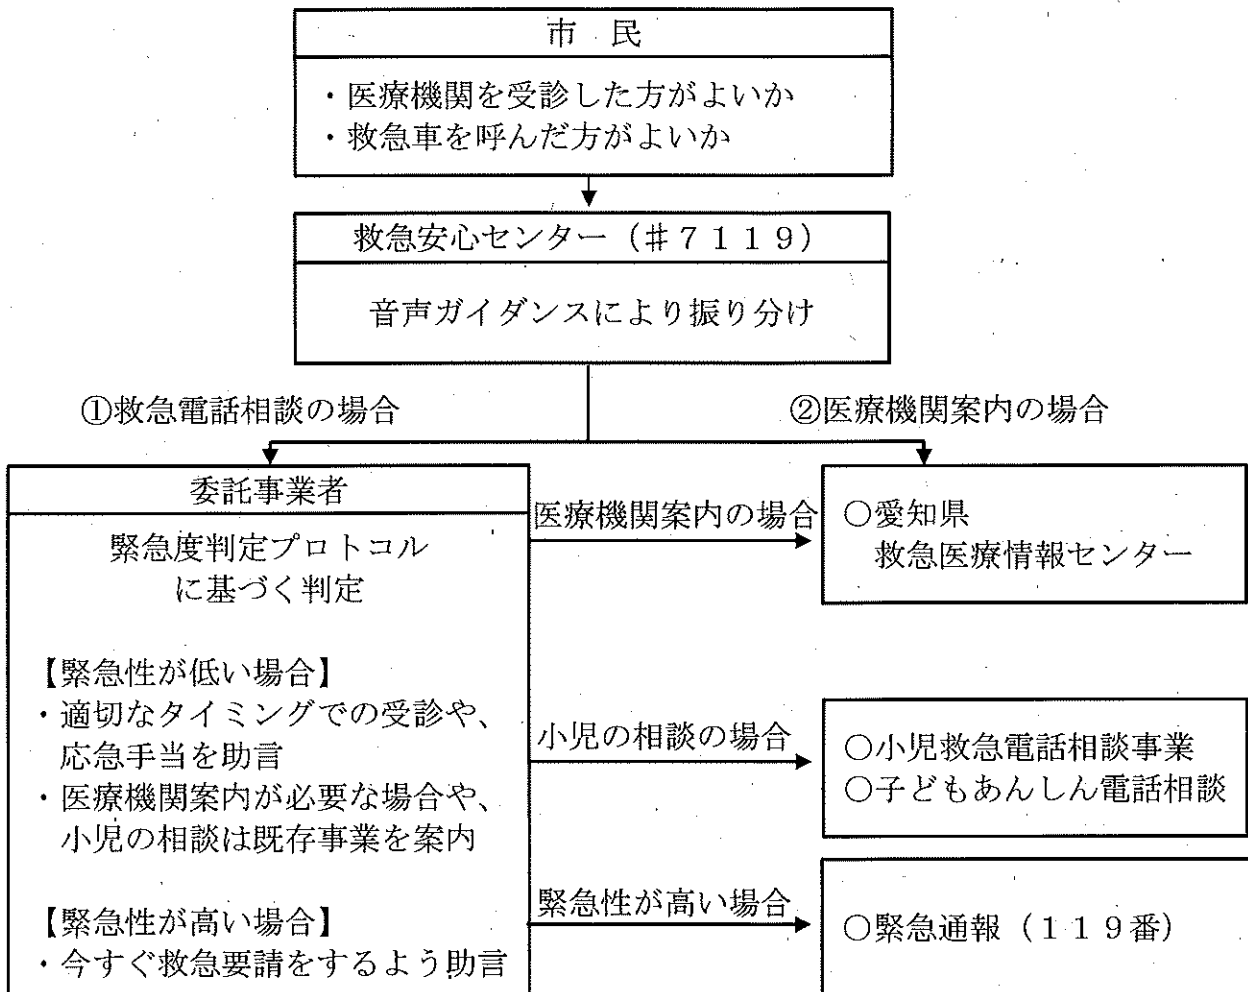 市 民
・医療機関を受診した方がよいか
・救急車を呼んだ方がよいか
救急安心センター（♯７１１９）
音声ガイダンスにより振り分け
①救急電話相談の場合
②医療機関案内の場合
委託事業者
緊急度判定プロトコル
に基づく判定
【緊急性が低い場合】
・適切なタイミングでの受診や、
応急手当を助言
・医療機関案内が必要な場合や、
小児の相談は既存事業を案内
【緊急性が高い場合】
・今すぐ救急要請をするよう助言
医療機関案内の場合
○愛知県
救急医療情報センター
小児の相談の場合
○小児救急電話相談事業
○子どもあんしん電話相談
緊急性が高い場合
○緊急通報（１１９番）